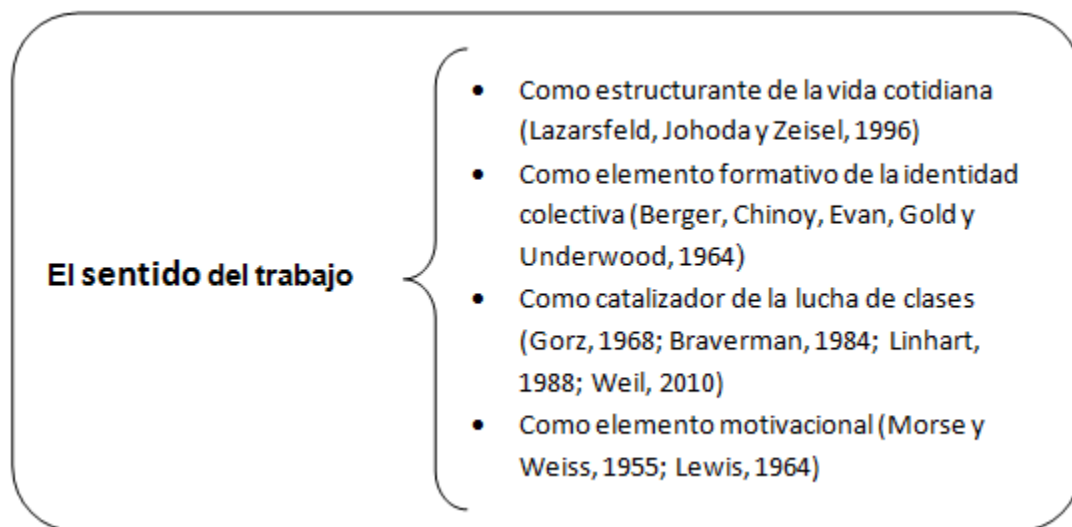 El sentido del trabajo
• Como estructurante de la vida cotidiana
(Lazarsfeld, Johoda y Zeisel, 1996)
• Como elemento formativo de la identidad
colectiva (Berger, Chinoy, Evan, Gold y
Underwood, 1964)
• Como catalizador de la lucha de clases
(Gorz, 1968; Braverman, 1984; Linhart,
1988; Weil, 2010)
• Como elemento motivacional (Morse y
Weiss, 1955; Lewis, 1964)